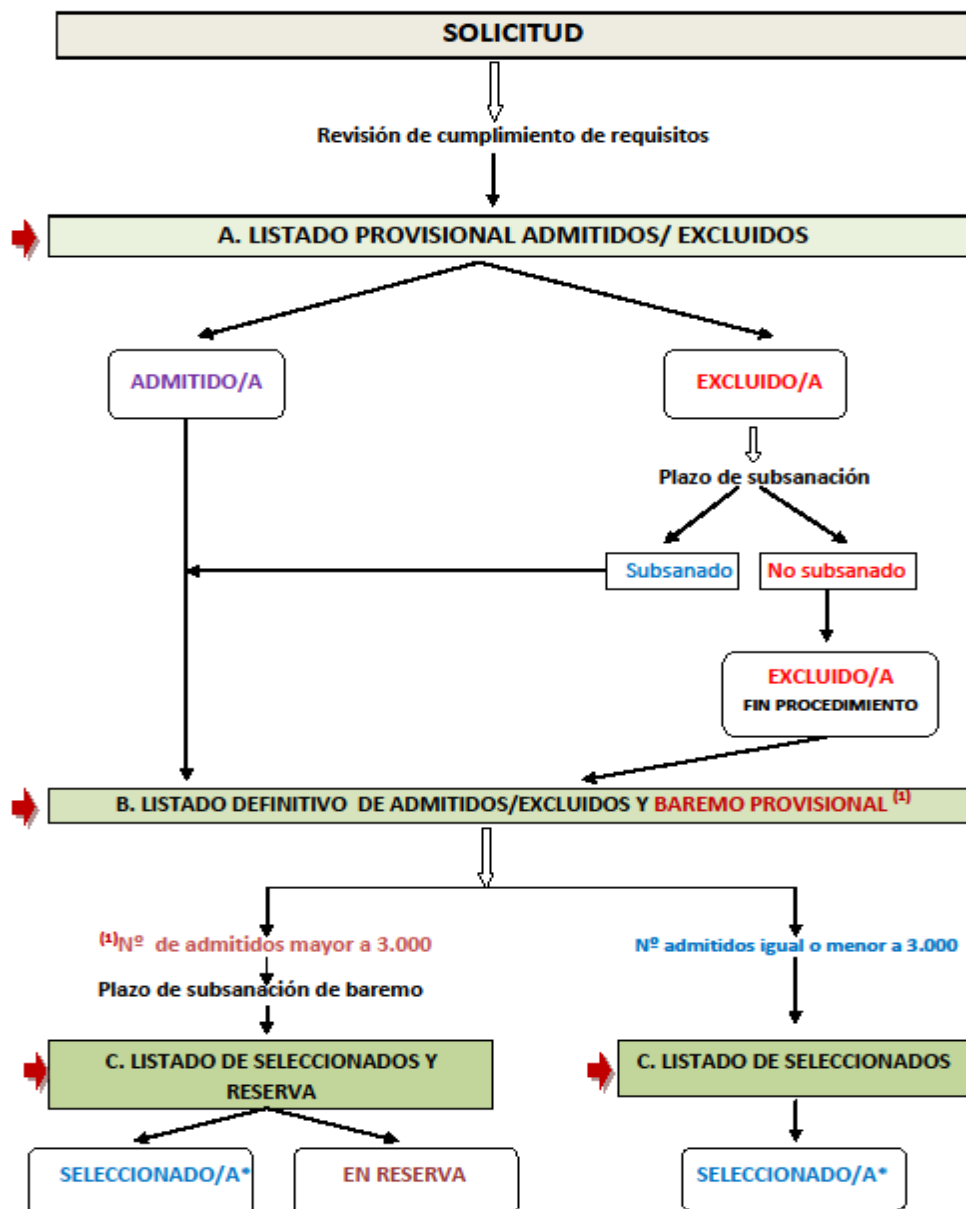 SOLICITUD
Revisión de cumplimiento de requisitos
A. LISTADO PROVISIONAL ADMITIDOS/ EXCLUIDOS
ADMITIDO/A
EXCLUIDO/A
Plazo de subsanación
Subsanado
No subsanado
EXCLUIDO/A
FIN PROCEDIMIENTO
B. LISTADO DEFINITIVO DE ADMITIDOS/EXCLUIDOS Y BAREMO PROVISIONAL (1)
(1)Nº de admitidos mayor a 3.000
Nº admitidos igual o menor a 3.000
Plazo de subsanación de baremo
C. LISTADO DE SELECCIONADOS Y
RESERVA
C. LISTADO DE SELECCIONADOS
SELECCIONADO/A*
EN RESERVA
SELECCIONADO/A*